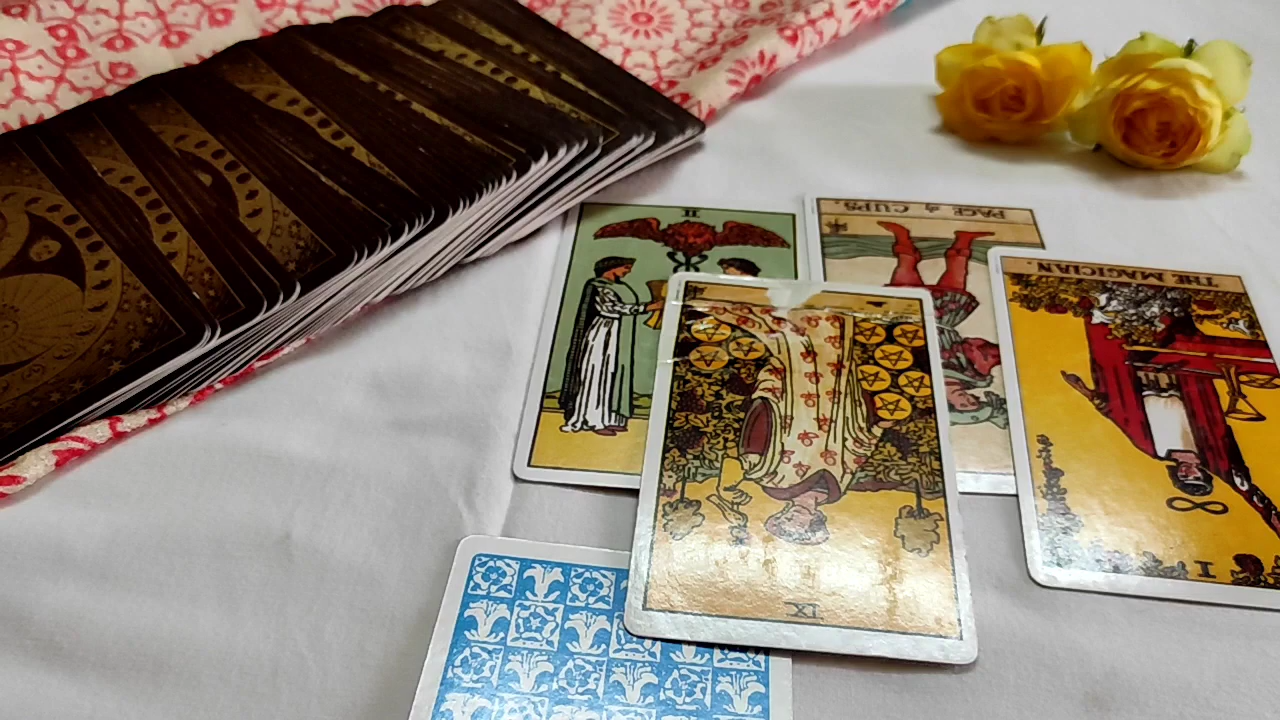 II
PAGE of CUPS.
THE MAGICIAN.
IX
I